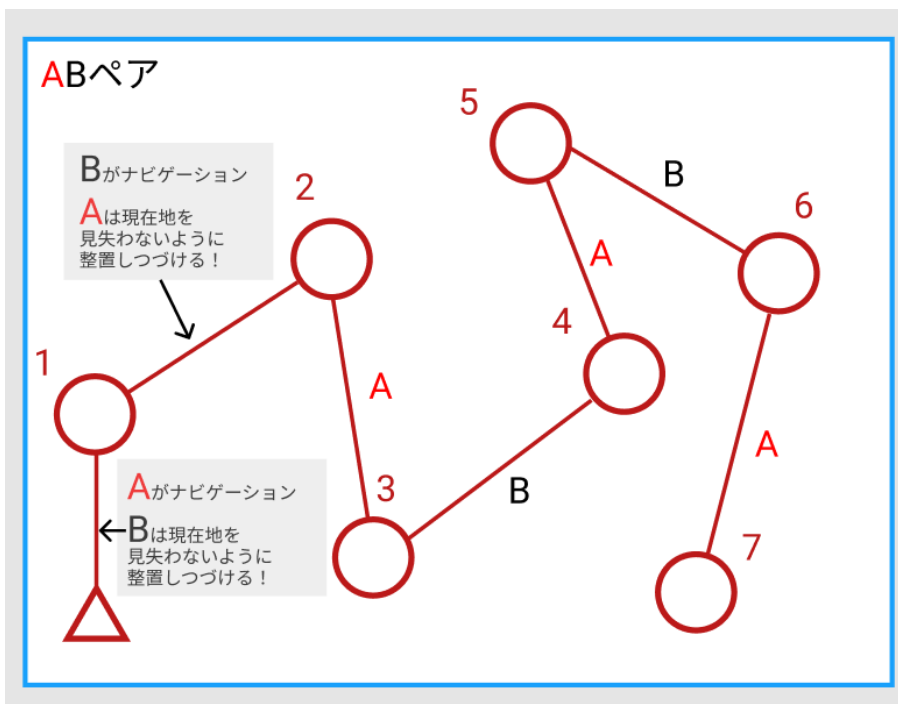 ABペア
Bがナビゲーション
Aは現在地を
見失わないように
整置しつづける！
1
2
A
3
Aがナビゲーション
Bは現在地を
見失わないように
整置しつづける！
B
4
A
5
B
6
A
7